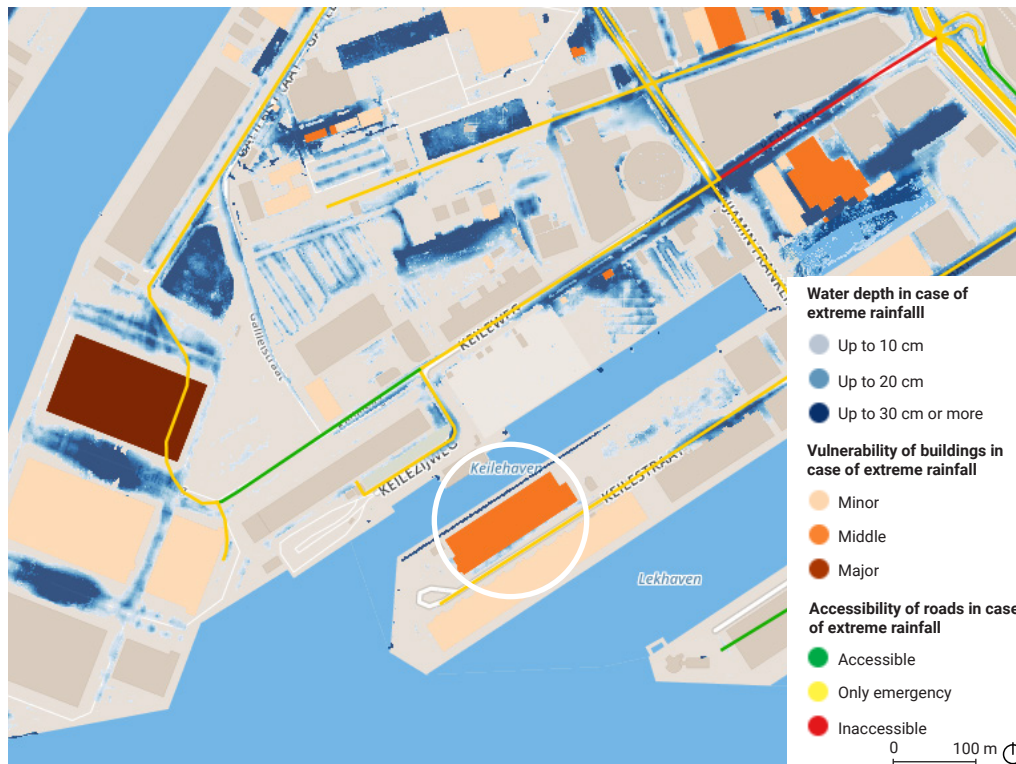 Galileistraat
KEILEWEG
KEILEZIJWEG
Keilehaven
KEILESTRAAT
Lekhaven
Water depth in case of
extreme rainfalll
Up to 10 cm
Up to 20 cm
Up to 30 cm or more
Vulnerability of buildings in
case of extreme rainfall
Minor
Middle
Major
Accessibility of roads in case
of extreme rainfall
Accessible
Only emergency
Inaccessible
0 100 m